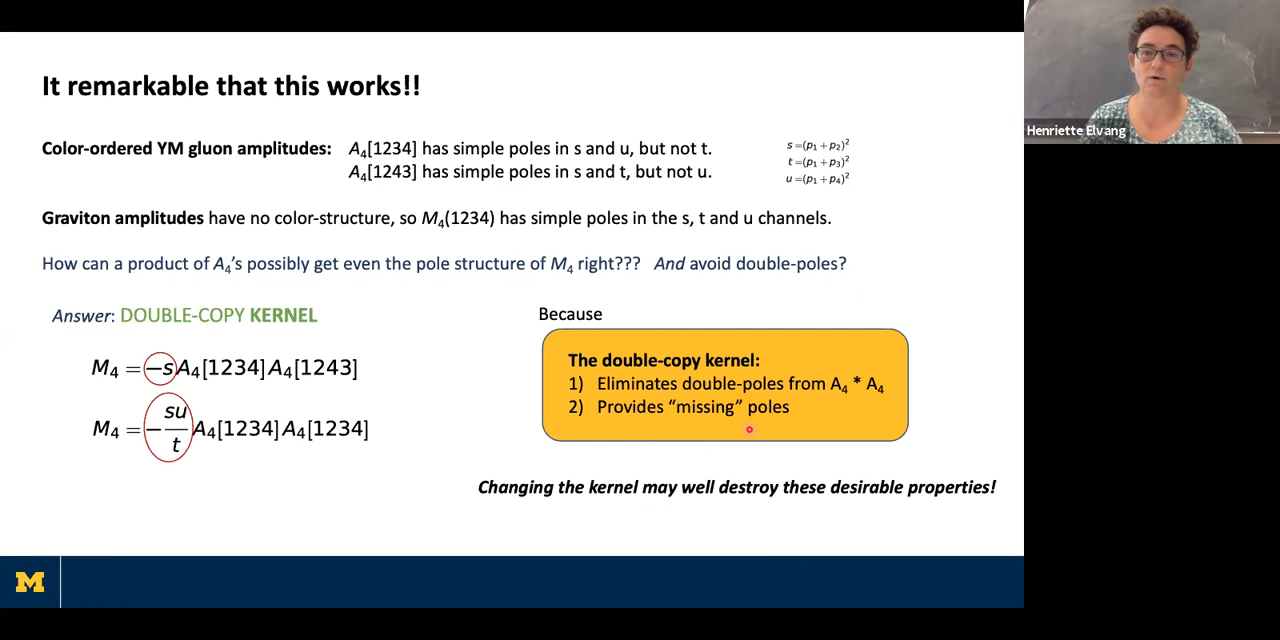 It remarkable that this works!!
Color-ordered YM gluon amplitudes: A₄[1234] has simple poles in s and u, but not t.
A₄[1243] has simple poles in s and t, but not u.
s =(p₁+p₂)²
t =(p₁+p₃)²
u =(p₁+p₄)²
Graviton amplitudes have no color-structure, so M₄(1234) has simple poles in the s, t and u channels.
How can a product of A₄'s possibly get even the pole structure of M₄ right??? And avoid double-poles?
Answer: DOUBLE-COPY KERNEL
M₄ = −s A₄[1234] A₄[1243]
M₄ = − su/t A₄[1234] A₄[1234]
Because
The double-copy kernel:
1) Eliminates double-poles from A₄ * A₄
2) Provides "missing" poles
Changing the kernel may well destroy these desirable properties!
M
Henriette Elvang